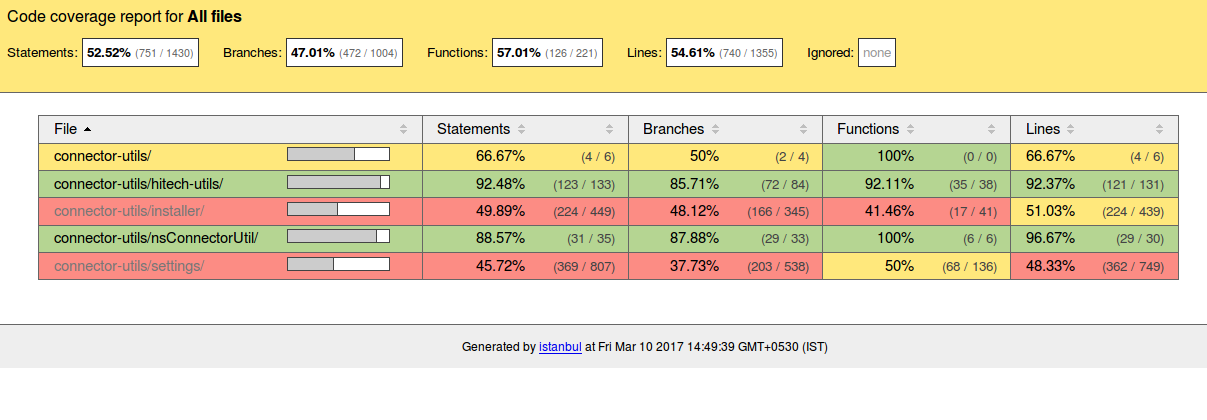 Code coverage report for All files
Statements: 52.52% (751 / 1430) Branches: 47.01% (472 / 1004) Functions: 57.01% (126 / 221) Lines: 54.61% (740 / 1355) Ignored: none
File Statements Branches Functions Lines
connector-utils/ 66.67% (4 / 6) 50% (2 / 4) 100% (0 / 0) 66.67% (4 / 6)
connector-utils/hitech-utils/ 92.48% (123 / 133) 85.71% (72 / 84) 92.11% (35 / 38) 92.37% (121 / 131)
connector-utils/installer/ 49.89% (224 / 449) 48.12% (166 / 345) 41.46% (17 / 41) 51.03% (224 / 439)
connector-utils/nsConnectorUtil/ 88.57% (31 / 35) 87.88% (29 / 33) 100% (6 / 6) 96.67% (29 / 30)
connector-utils/settings/ 45.72% (369 / 807) 37.73% (203 / 538) 50% (68 / 136) 48.33% (362 / 749)
Generated by istanbul at Fri Mar 10 2017 14:49:39 GMT+0530 (IST)